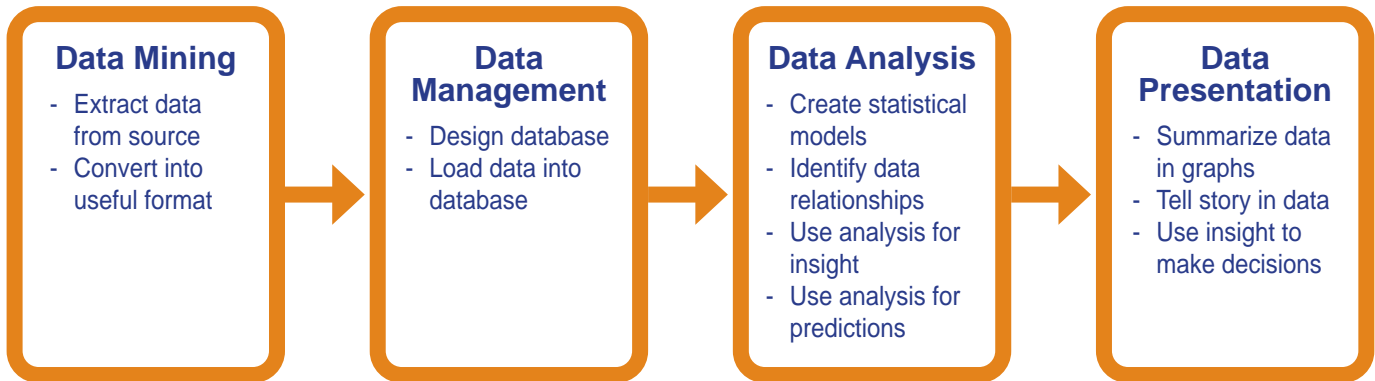 Data Mining
- Extract data
from source
- Convert into
useful format
Data
Management
- Design database
- Load data into
database
Data Analysis
- Create statistical
models
- Identify data
relationships
- Use analysis for
insight
- Use analysis for
predictions
Data
Presentation
- Summarize data
in graphs
- Tell story in data
- Use insight to
make decisions